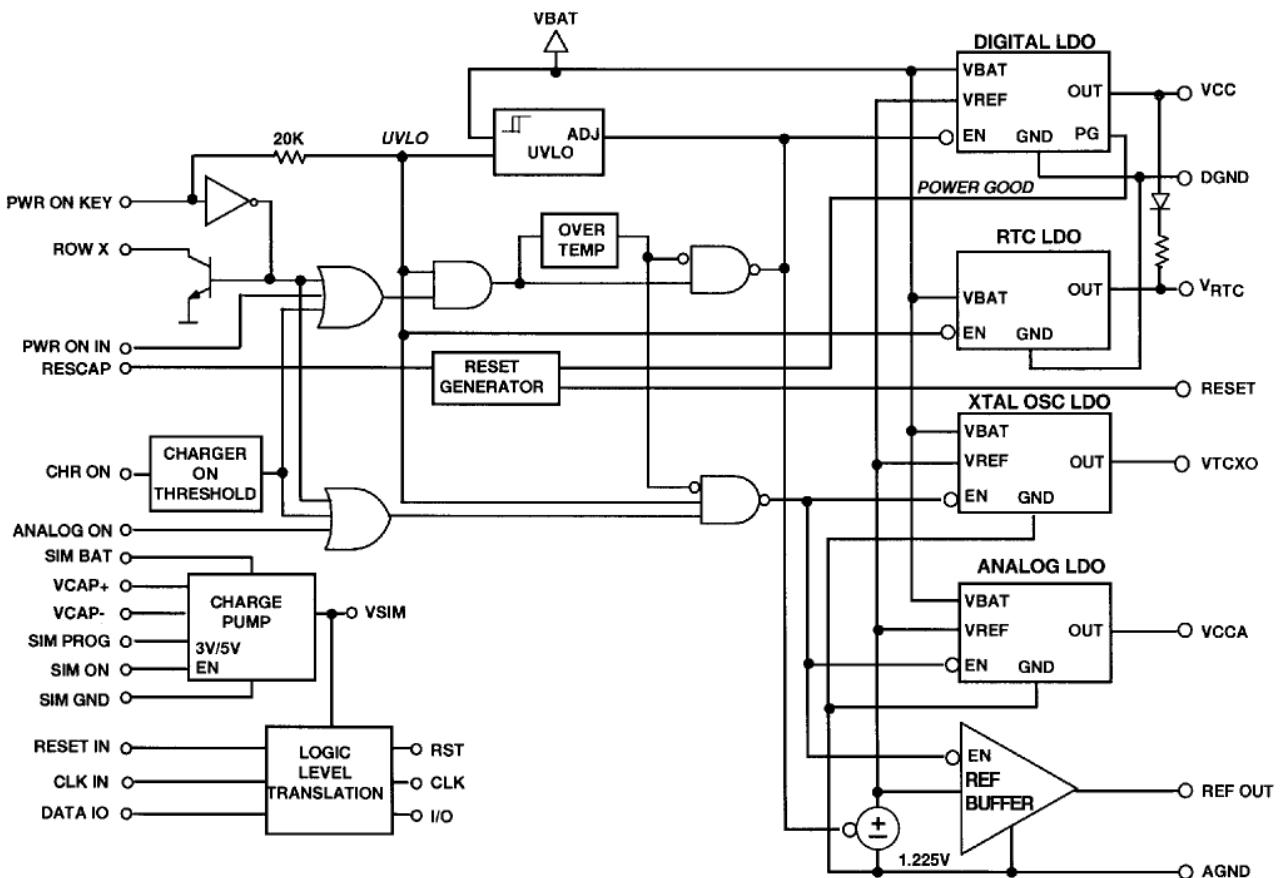 VBAT
DIGITAL LDO
VBAT
VREF
EN
GND
OUT
PG
VCC
DGND
20K
UVLO
ADJ
UVLO
POWER GOOD
PWR ON KEY
ROW X
PWR ON IN
RESCAP
OVER
TEMP
RTC LDO
VBAT
OUT
EN
GND
VRTC
RESET
GENERATOR
RESET
XTAL OSC LDO
VBAT
VREF
OUT
EN
GND
VTCXO
CHR ON
CHARGER
ON
THRESHOLD
ANALOG ON
SIM BAT
VCAP+
VCAP-
SIM PROG
SIM ON
SIM GND
CHARGE
PUMP
3V/5V
EN
VSIM
ANALOG LDO
VBAT
VREF
OUT
EN
GND
VCCA
RESET IN
CLK IN
DATA IO
LOGIC
LEVEL
TRANSLATION
RST
CLK
I/O
EN
REF
BUFFER
REF OUT
+
−
1.225V
AGND